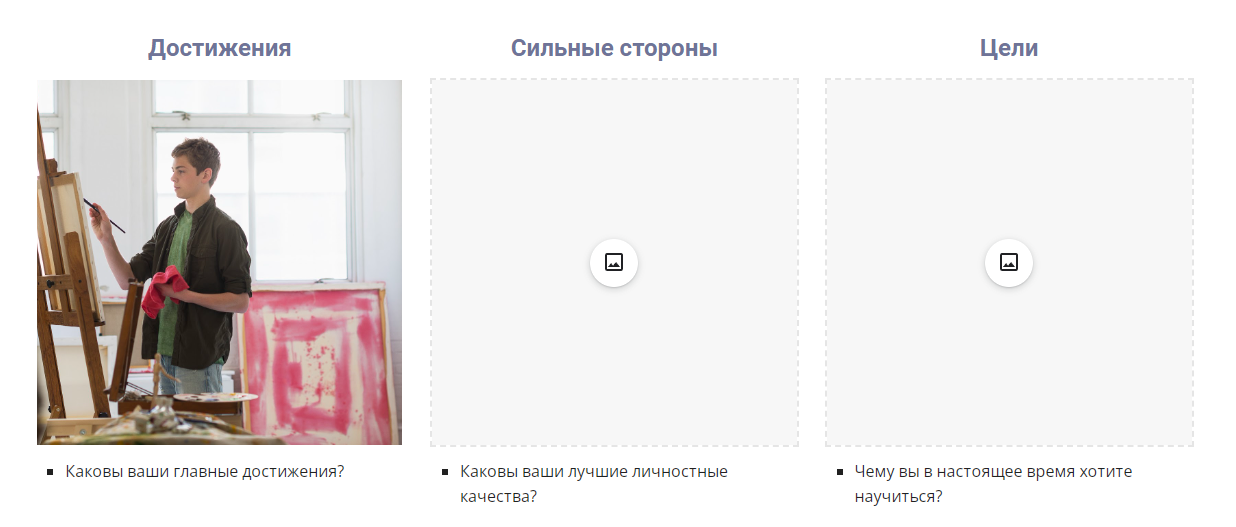 Достижения
Сильные стороны
Цели
Каковы ваши главные достижения?
Каковы ваши лучшие личностные
качества?
Чему вы в настоящее время хотите
научиться?